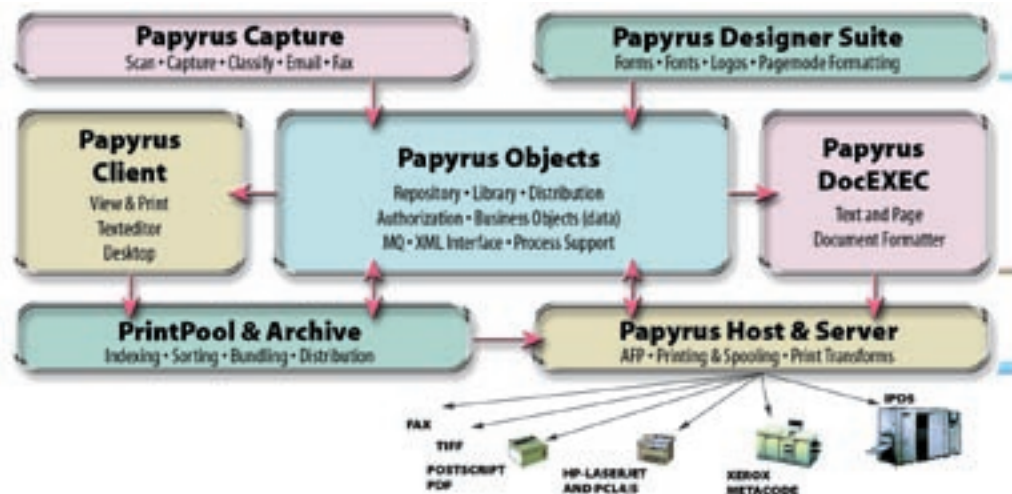 Papyrus Capture
Scan • Capture • Classify • Email • Fax
Papyrus Designer Suite
Forms • Fonts • Logos • Pagemode Formatting
Papyrus
Client
View & Print
Texteditor
Desktop
Papyrus Objects
Repository • Library • Distribution
Authorization • Business Objects (data)
MQ • XML Interface • Process Support
Papyrus
DocEXEC
Text and Page
Document Formatter
PrintPool & Archive
Indexing • Sorting • Bundling • Distribution
Papyrus Host & Server
AFP • Printing & Spooling • Print Transforms
FAX
TIFF
POSTSCRIPT
PDF
HP-LASERJET
AND PCL4/5
XEROX
METACODE
IPDS